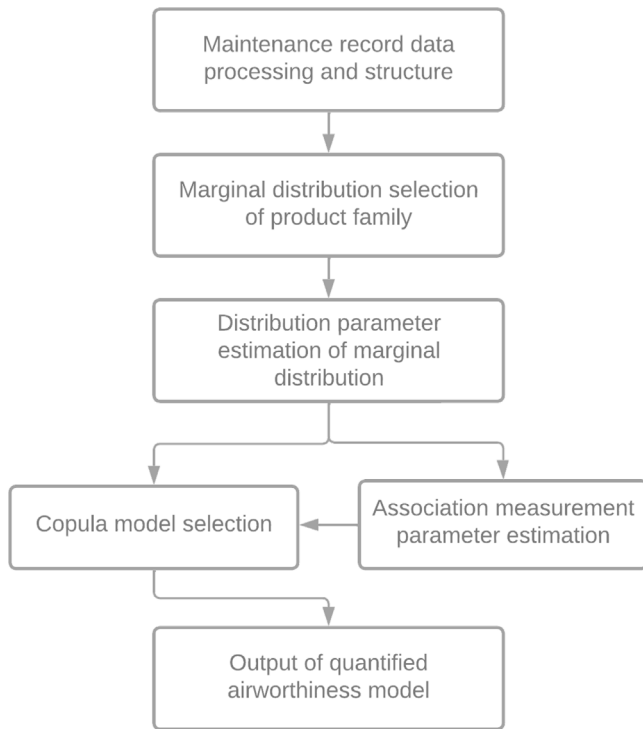 Maintenance record data
processing and structure
Marginal distribution selection
of product family
Distribution parameter
estimation of marginal
distribution
Copula model selection
Association measurement
parameter estimation
Output of quantified
airworthiness model